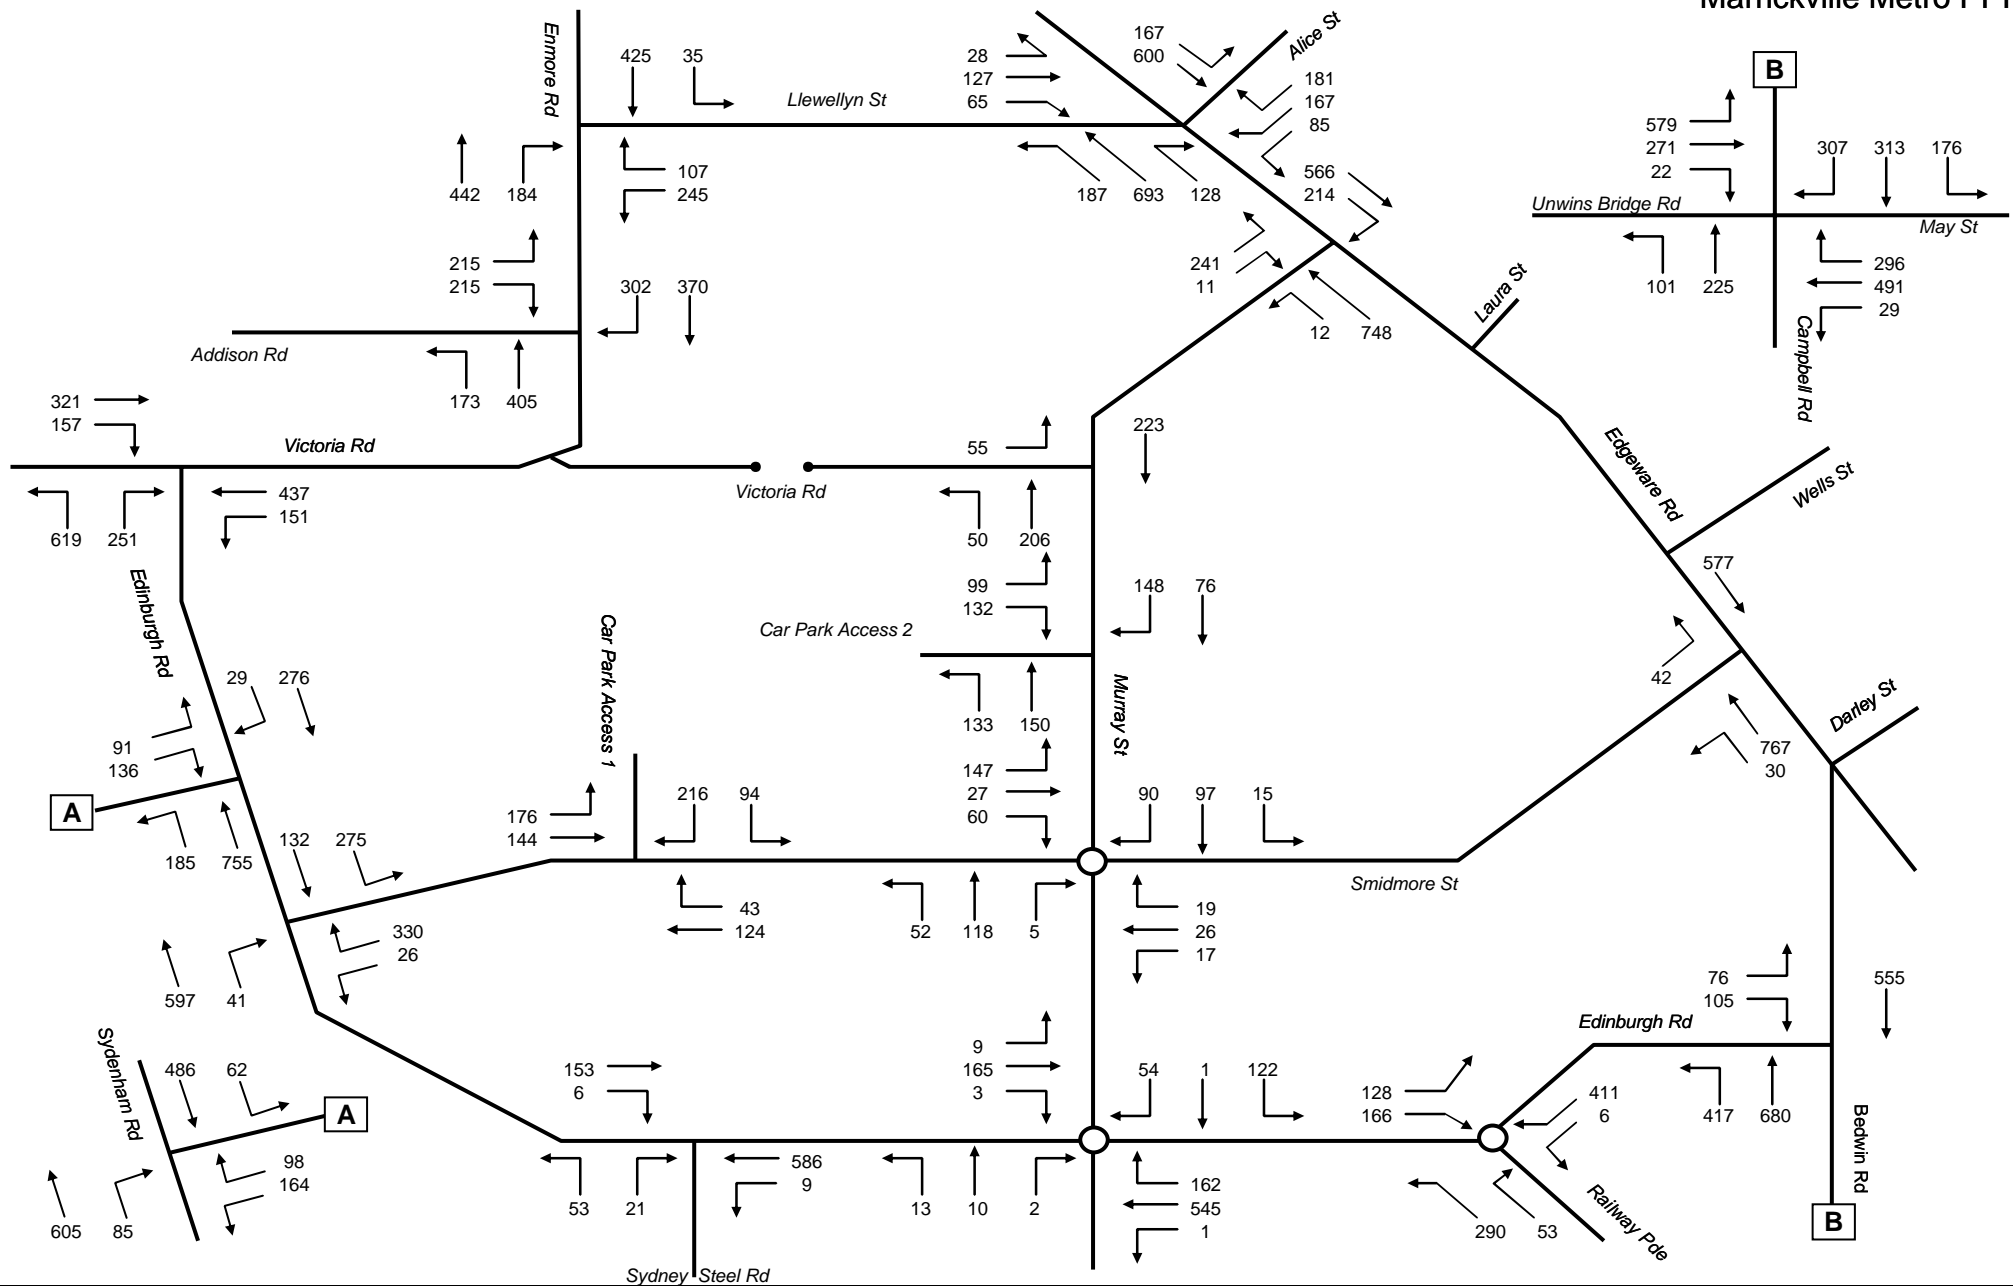 Marrickville Metro
Enmore Rd
425 35
Llewellyn St
28
127
65
167
600
Alice St
181
167
85
B
579
271
22
307 313 176
Unwins Bridge Rd
May St
101 225
296
491
29
Campbell Rd
442 184
107
245
187 693 128
566
214
215
215
302 370
241
11
12 748
Laura St
Addison Rd
173 405
321
157
Victoria Rd
55
223
Victoria Rd
Edgeware Rd
Wells St
437
151
619 251
50 206
Edinburgh Rd
99
132
148 76
577
Car Park Access 1
Car Park Access 2
42
29 276
133 150
Murray St
Darley St
91
136
767
30
A
147
27
60
176
144
216 94
90 97 15
185 755
132 275
Smidmore St
43
124
52 118 5
19
26
17
330
26
597 41
76
105
555
Sydenham Rd
486 62
A
Edinburgh Rd
153
6
9
165
3
54 1 122
128
166
411
6
417 680
Bedwin Rd
98
164
605 85
586
9
53 21
13 10 2
162
545
1
290 53
Railway Pde
B
Sydney Steel Rd